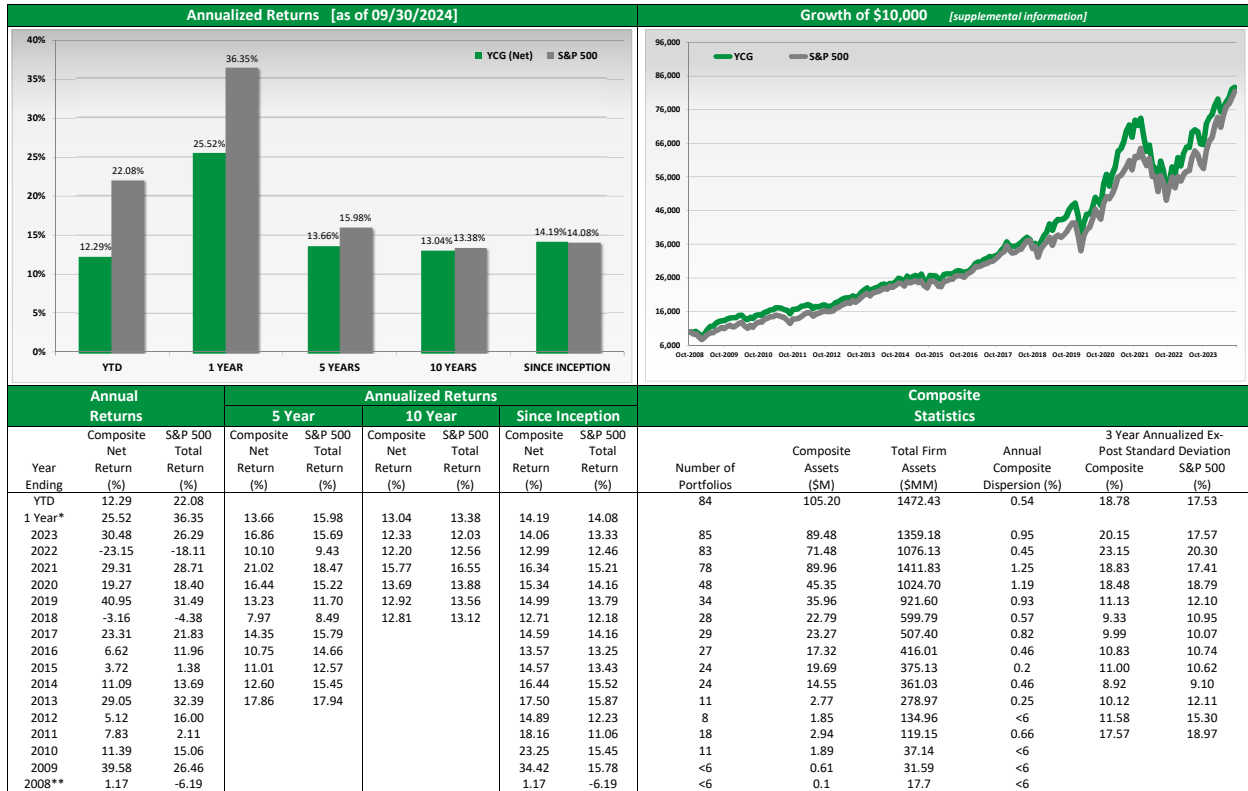 Annualized Returns [as of 09/30/2024]
Growth of $10,000 [supplemental information]
40%
35%
30%
25%
20%
15%
10%
5%
0%
YCG (Net) S&P 500
12.29%
22.08%
25.52%
36.35%
13.66%
15.98%
13.04%
13.38%
14.19%
14.08%
YTD 1 YEAR 5 YEARS 10 YEARS SINCE INCEPTION
96,000
86,000
76,000
66,000
56,000
46,000
36,000
26,000
16,000
6,000
YCG S&P 500
Oct-2008 Oct-2009 Oct-2010 Oct-2011 Oct-2012 Oct-2013 Oct-2014 Oct-2015 Oct-2016 Oct-2017 Oct-2018 Oct-2019 Oct-2020 Oct-2021 Oct-2022 Oct-2023
Annual Annualized Returns Composite
Returns 5 Year 10 Year Since Inception Statistics
Composite S&P 500 Composite S&P 500 Composite S&P 500 Composite S&P 500 3 Year Annualized Ex-
Net Total Net Total Net Total Net Total Composite Total Firm Annual Post Standard Deviation
Year Return Return Return Return Return Return Return Return Number of Assets Assets Composite Composite S&P 500
Ending (%) (%) (%) (%) (%) (%) (%) (%) Portfolios ($M) ($MM) Dispersion (%) (%) (%)
YTD 12.29 22.08 84 105.20 1472.43 0.54 18.78 17.53
1 Year* 25.52 36.35 13.66 15.98 13.04 13.38 14.19 14.08
2023 30.48 26.29 16.86 15.69 12.33 12.03 14.06 13.33 85 89.48 1359.18 0.95 20.15 17.57
2022 -23.15 -18.11 10.10 9.43 12.20 12.56 12.99 12.46 83 71.48 1076.13 0.45 23.15 20.30
2021 29.31 28.71 21.02 18.47 15.77 16.55 16.34 15.21 78 89.96 1411.83 1.25 18.83 17.41
2020 19.27 18.40 16.44 15.22 13.69 13.88 15.34 14.16 48 45.35 1024.70 1.19 18.48 18.79
2019 40.95 31.49 13.23 11.70 12.92 13.56 14.99 13.79 34 35.96 921.60 0.93 11.13 12.10
2018 -3.16 -4.38 7.97 8.49 12.81 13.12 12.71 12.18 28 22.79 599.79 0.57 9.33 10.95
2017 23.31 21.83 14.35 15.79 14.59 14.16 29 23.27 507.40 0.82 9.99 10.07
2016 6.62 11.96 10.75 14.66 13.57 13.25 27 17.32 416.01 0.46 10.83 10.74
2015 3.72 1.38 11.01 12.57 14.57 13.43 24 19.69 375.13 0.2 11.00 10.62
2014 11.09 13.69 12.60 15.45 16.44 15.52 24 14.55 361.03 0.46 8.92 9.10
2013 29.05 32.39 17.86 17.94 17.50 15.87 11 2.77 278.97 0.25 10.12 12.11
2012 5.12 16.00 14.89 12.23 8 1.85 134.96 <6 11.58 15.30
2011 7.83 2.11 18.16 11.06 18 2.94 119.15 0.66 17.57 18.97
2010 11.39 15.06 23.25 15.45 11 1.89 37.14 <6
2009 39.58 26.46 34.42 15.78 <6 0.61 31.59 <6
2008** 1.17 -6.19 1.17 -6.19 <6 0.1 17.7 <6